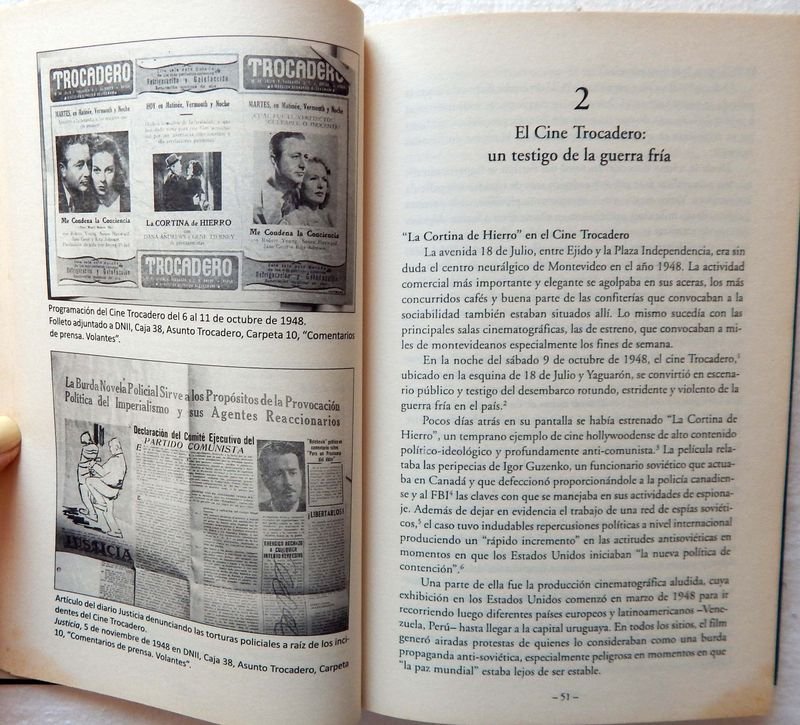 TROCADERO
TROCADERO
Refrigeración y Calefacción
MARTES, en Matinée, Vermouth y Noche
HOY en Matinée, Vermouth y Noche
MARTES, en Matinée, Vermouth y Noche
¿CUAL FUE EL VEREDICTO?
¿CULPABLE O INOCENTE?
Me Condena la Conciencia
La CORTINA de HIERRO
con
DANA ANDREWS y GENE TIERNEY
Me Condena la Conciencia
TROCADERO
Refrigeración y Calefacción
Refrigeración y Calefacción
Programación del Cine Trocadero del 6 al 11 de octubre de 1948.
Folleto adjuntado a DNII, Caja 38, Asunto Trocadero, Carpeta 10, “Comentarios
de prensa. Volantes”.
La Burda Novela Policial Sirve a los Propósitos de la Provocación
Política del Imperialismo y sus Agentes Reaccionarios
Declaración del Comité Ejecutivo del
PARTIDO COMUNISTA
¡LIBERTARLOS!
ENERGICO RECHAZO
A CUALQUIER
INTENTO REPRESIVO
JUSTICIA
Artículo del diario Justicia denunciando las torturas policiales a raíz de los inci-
dentes del Cine Trocadero.
Justicia, 5 de noviembre de 1948 en DNII, Caja 38, Asunto Trocadero, Carpeta
10, “Comentarios de prensa. Volantes”.
2
El Cine Trocadero:
un testigo de la guerra fría
“La Cortina de Hierro” en el Cine Trocadero
La avenida 18 de Julio, entre Ejido y la Plaza Independencia, era sin
duda el centro neurálgico de Montevideo en el año 1948. La actividad
comercial más importante y elegante se agolpaba en sus aceras, los más
concurridos cafés y buena parte de las confiterías que convocaban a la
sociabilidad también estaban situados allí. Lo mismo sucedía con las
principales salas cinematográficas, las de estreno, que convocaban a mi-
les de montevideanos especialmente los fines de semana.
En la noche del sábado 9 de octubre de 1948, el cine Trocadero,¹
ubicado en la esquina de 18 de Julio y Yaguarón, se convirtió en escena-
rio público y testigo del desembarco rotundo, estridente y violento de la
guerra fría en el país.²
Pocos días atrás en su pantalla se había estrenado “La Cortina de
Hierro”, un temprano ejemplo de cine hollywoodense de alto contenido
político-ideológico y profundamente anti-comunista.³ La película rela-
taba las peripecias de Igor Guzenko, un funcionario soviético que actua-
ba en Canadá y que defeccionó proporcionándole a la policía canadien-
se y al FBI⁴ las claves con que se manejaba en sus actividades de espiona-
je. Además de dejar en evidencia el trabajo de una red de espías soviéti-
cos,⁵ el caso tuvo indudables repercusiones políticas a nivel internacional
produciendo un “rápido incremento” en las actitudes antisoviéticas en
momentos en que los Estados Unidos iniciaban “la nueva política de
contención”.⁶
Una parte de ella fue la producción cinematográfica aludida, cuya
exhibición en los Estados Unidos comenzó en marzo de 1948 para ir
recorriendo luego diferentes países europeos y latinoamericanos –Vene-
zuela, Perú– hasta llegar a la capital uruguaya. En todos los sitios, el film
generó airadas protestas de quienes lo consideraban como una burda
propaganda anti-soviética, especialmente peligrosa en momentos en que
“la paz mundial” estaba lejos de ser estable.
– 51 –